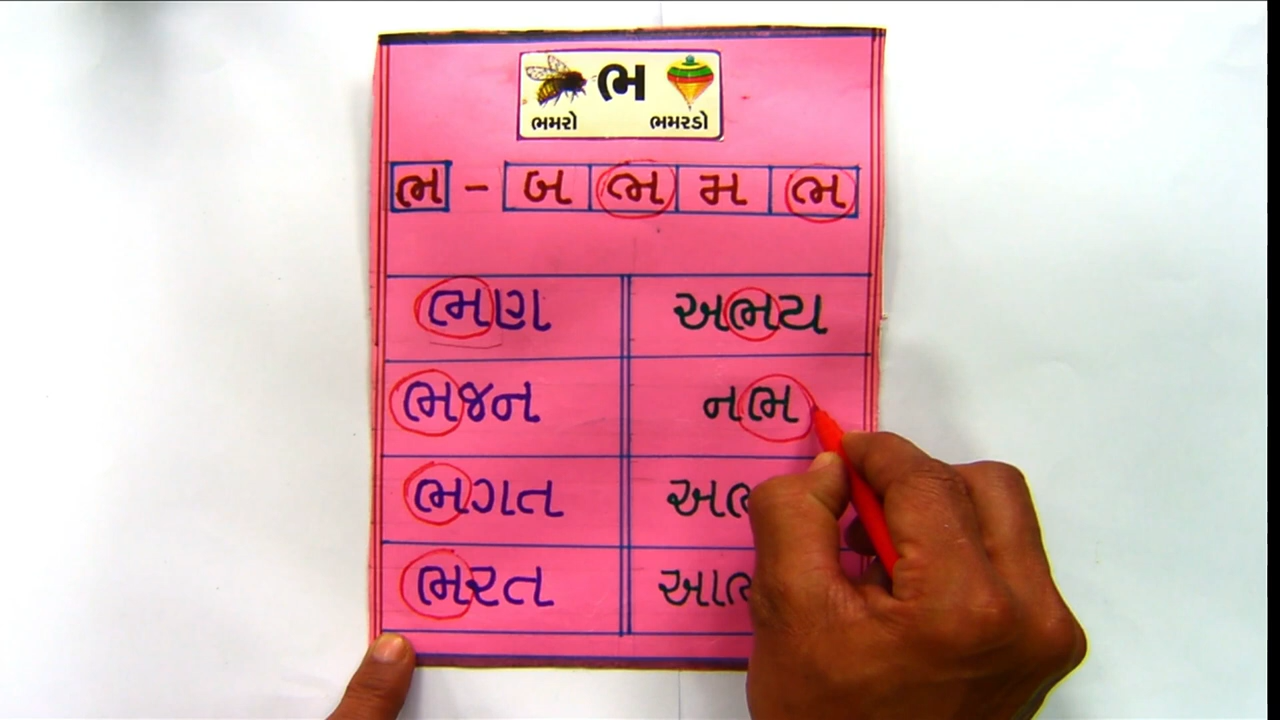 ભ
ભમરો ભમરડો
ભ - બ ભ મ ભ
ભણ અભય
ભજન નભ
ભગત
ભરત